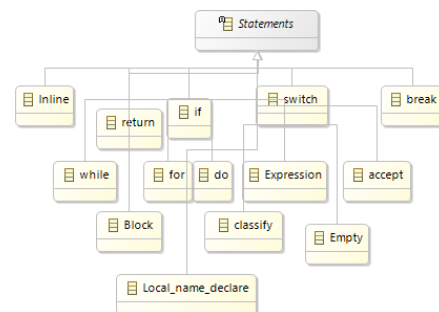 Statements
Inline
return
if
switch
break
while
for
do
Expression
accept
Block
classify
Empty
Local_name_declare